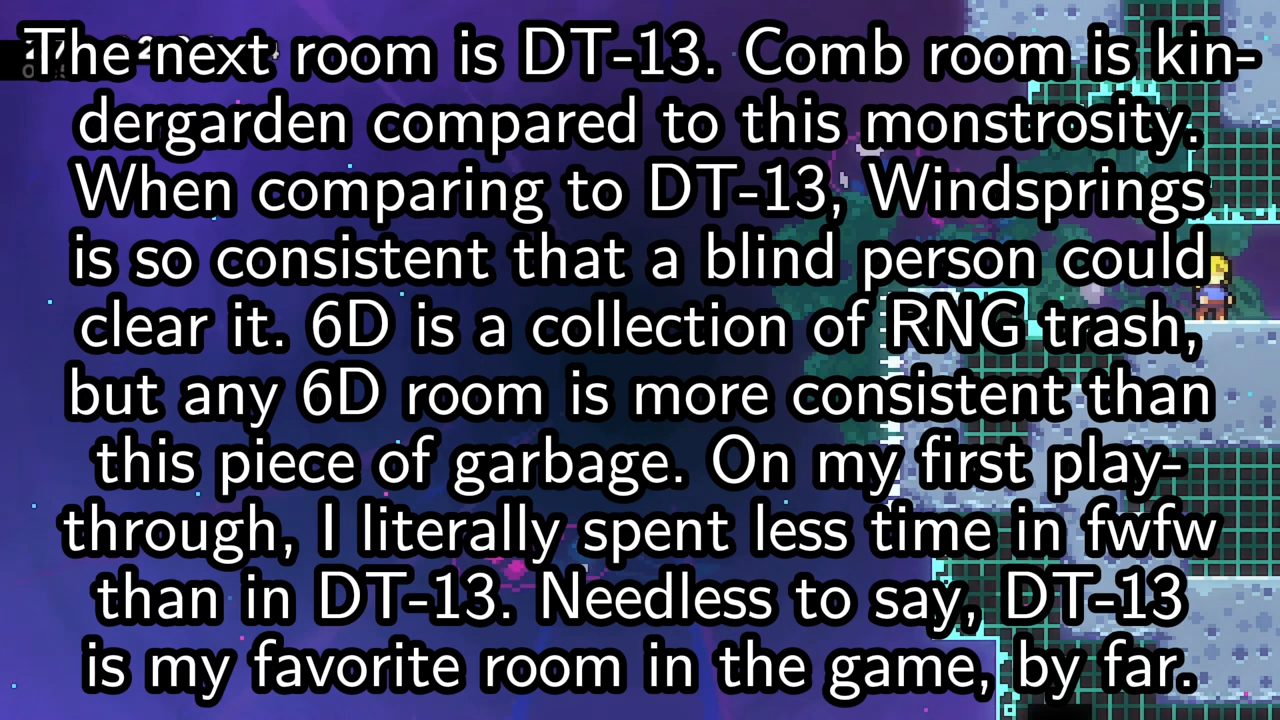 The next room is DT-13. Comb room is kin-
dergarden compared to this monstrosity.
When comparing to DT-13, Windsprings
is so consistent that a blind person could
clear it. 6D is a collection of RNG trash,
but any 6D room is more consistent than
this piece of garbage. On my first play-
through, I literally spent less time in fwfw
than in DT-13. Needless to say, DT-13
is my favorite room in the game, by far.